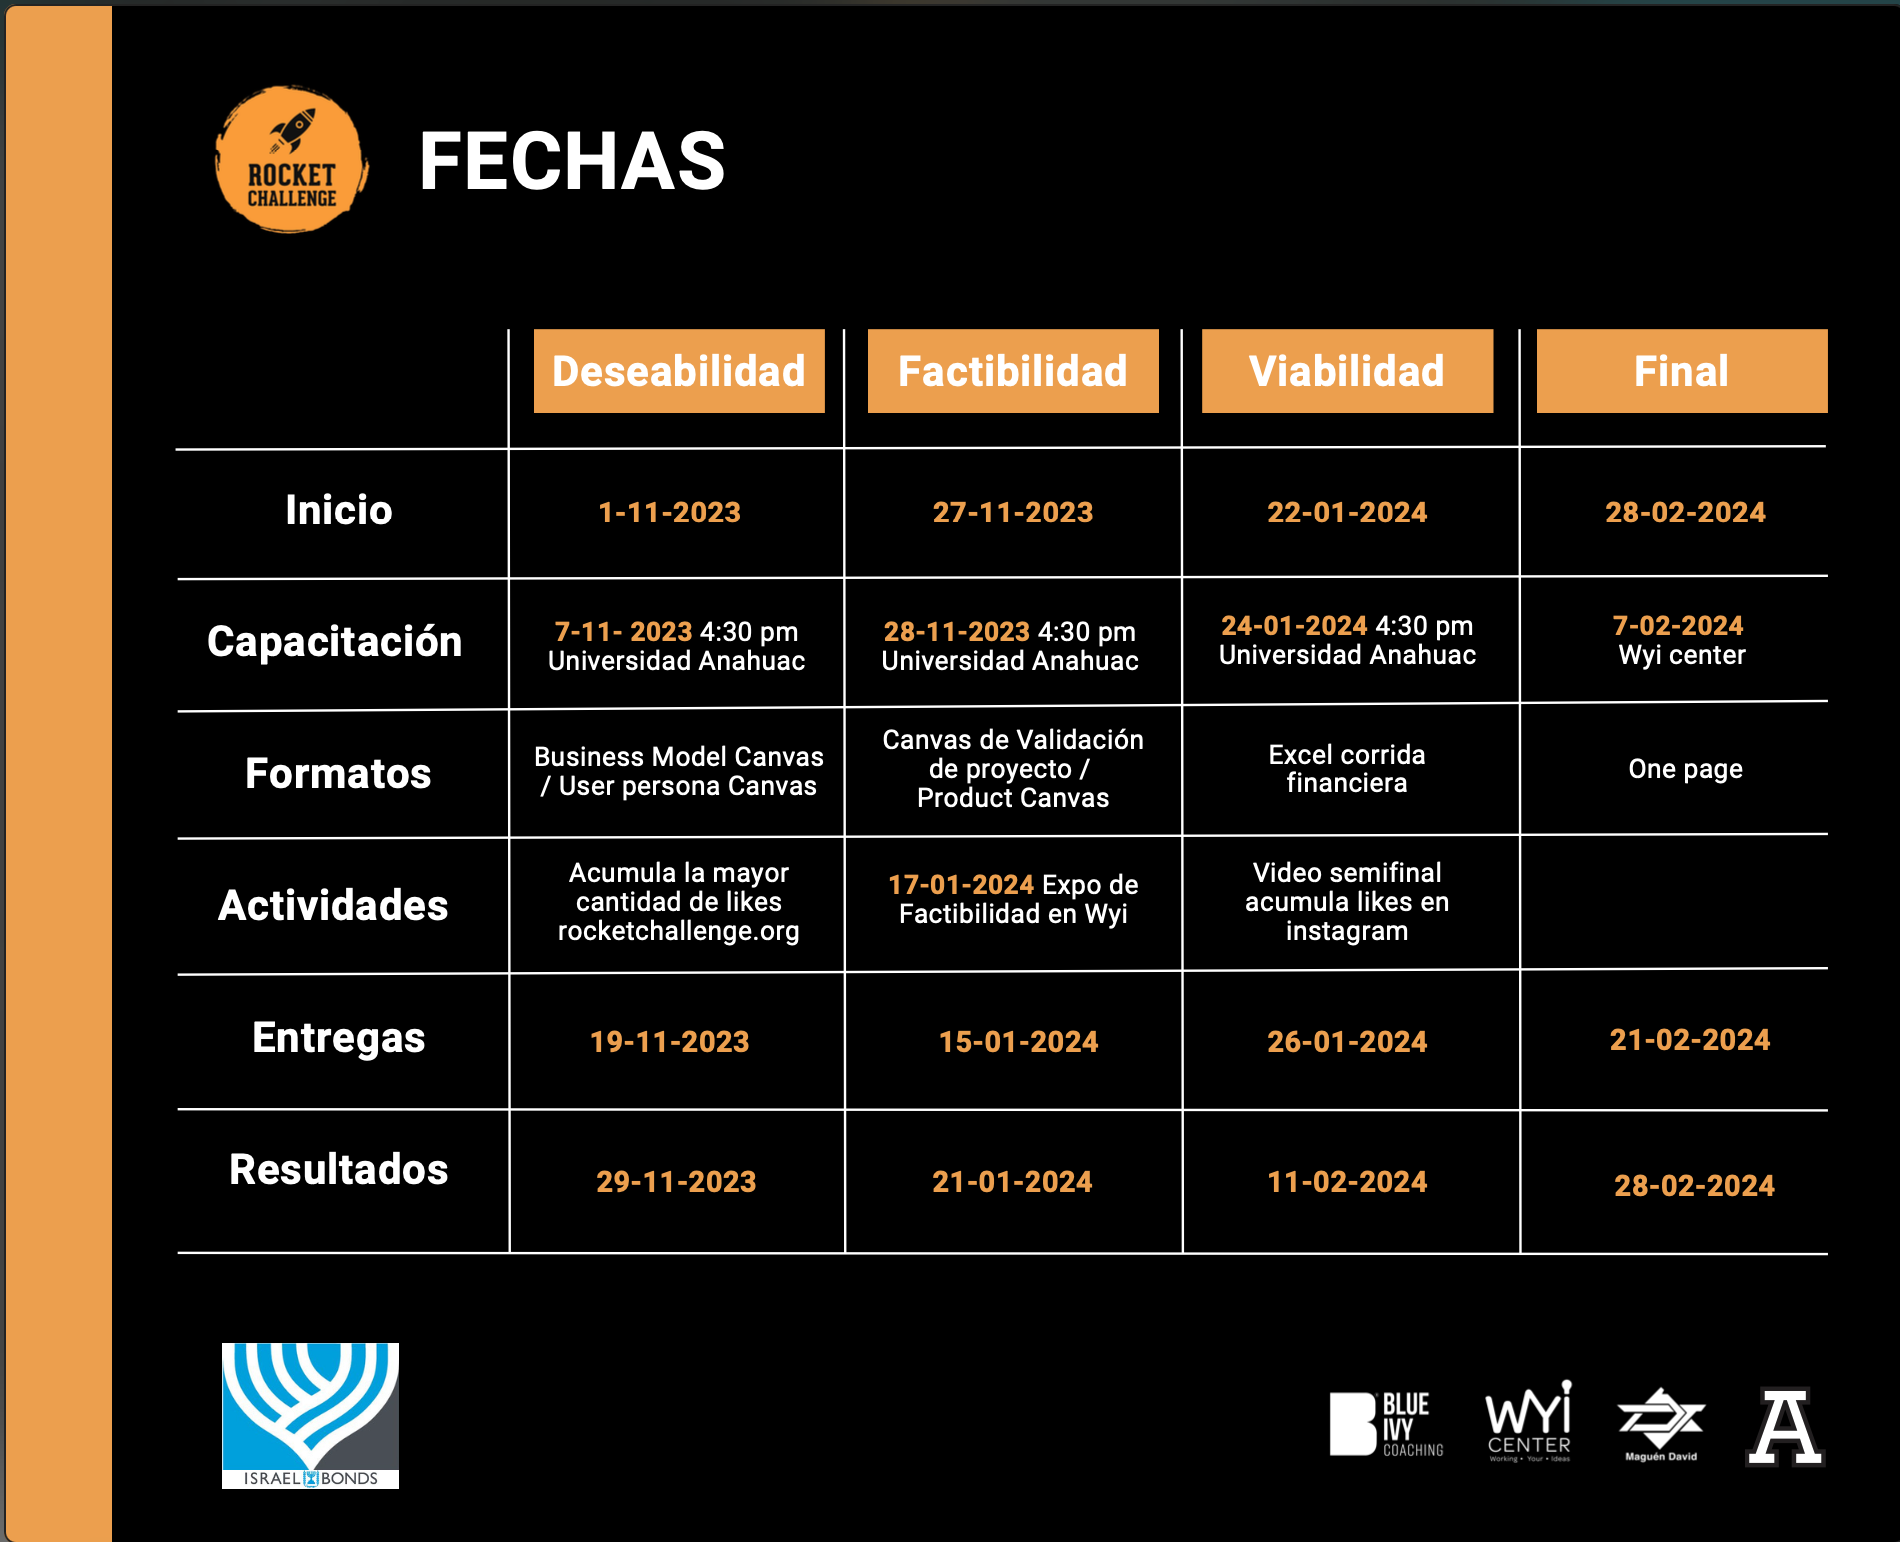 ROCKET
CHALLENGE
FECHAS
Deseabilidad
Factibilidad
Viabilidad
Final
Inicio
1-11-2023
27-11-2023
22-01-2024
28-02-2024
Capacitación
7-11- 2023 4:30 pm
Universidad Anahuac
28-11-2023 4:30 pm
Universidad Anahuac
24-01-2024 4:30 pm
Universidad Anahuac
7-02-2024
Wyi center
Formatos
Business Model Canvas
/ User persona Canvas
Canvas de Validación
de proyecto /
Product Canvas
Excel corrida
financiera
One page
Actividades
Acumula la mayor
cantidad de likes
rocketchallenge.org
17-01-2024 Expo de
Factibilidad en Wyi
Video semifinal
acumula likes en
instagram
Entregas
19-11-2023
15-01-2024
26-01-2024
21-02-2024
Resultados
29-11-2023
21-01-2024
11-02-2024
28-02-2024
ISRAEL BONDS
B
BLUE
IVY
COACHING
WYi
CENTER
Working • Your • Ideas
Maguén David
A